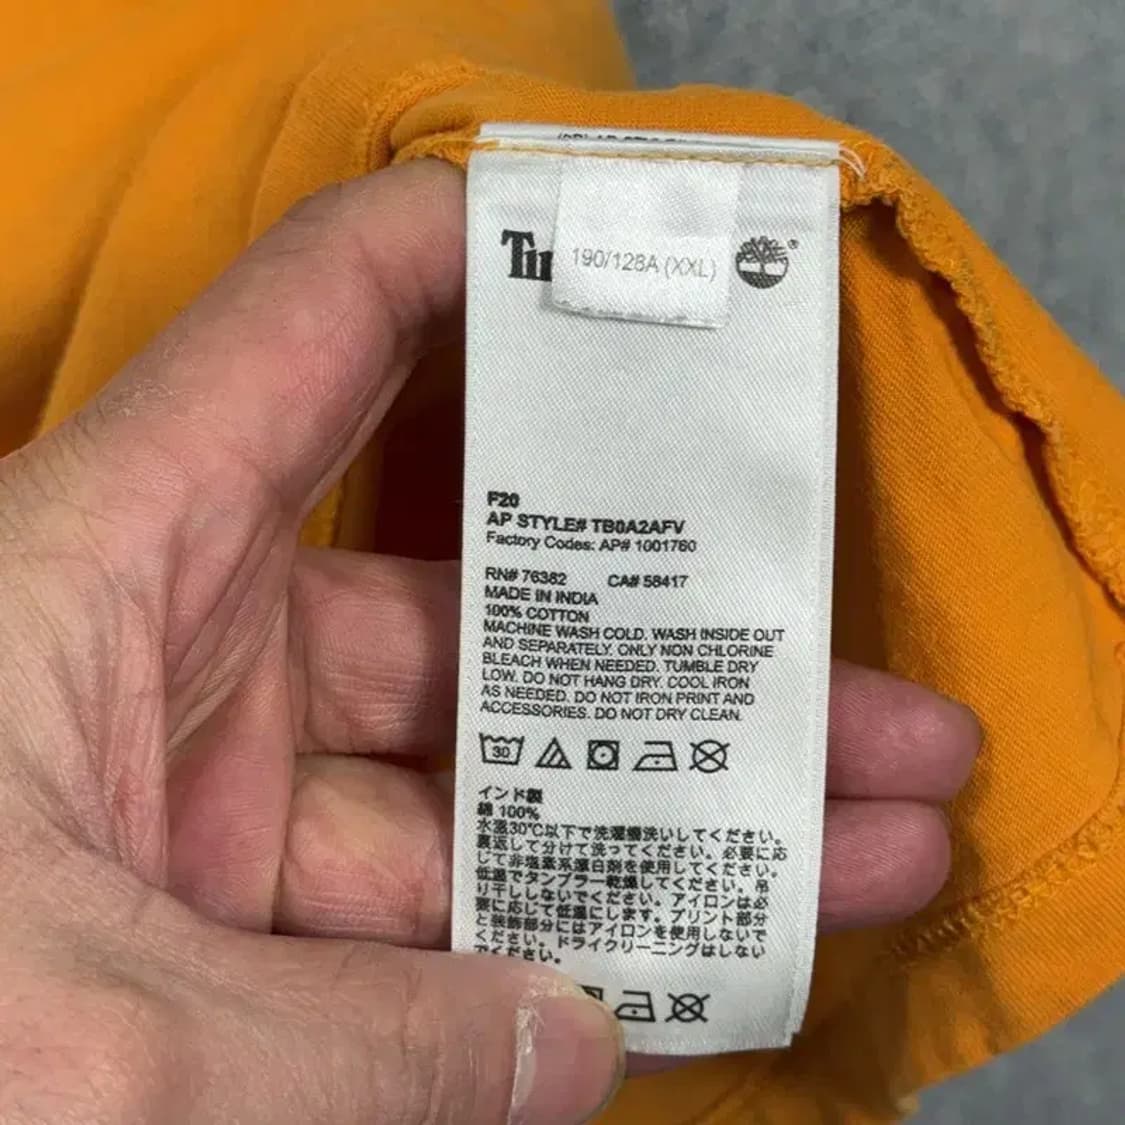 190/128A (XXL)
®
F20
AP STYLE# TB0A2AFV
Factory Codes: AP# 1001760
RN# 76382 CA# 58417
MADE IN INDIA
100% COTTON
MACHINE WASH COLD. WASH INSIDE OUT
AND SEPARATELY. ONLY NON CHLORINE
BLEACH WHEN NEEDED. TUMBLE DRY
LOW. DO NOT HANG DRY. COOL IRON
AS NEEDED. DO NOT IRON PRINT AND
ACCESSORIES. DO NOT DRY CLEAN.
30
インド製
綿 100%
水温30℃以下で洗濯機洗いしてください。
裏返して分けて洗ってください。必要に応
じて非塩素系漂白剤を使用してください。
低温でタンブラー乾燥してください。吊
り干ししないでください。アイロンは必
要に応じて低温にします。プリント部分
と装飾部分にはアイロンを使用しないで
ください。ドライクリーニングはしない
でください。